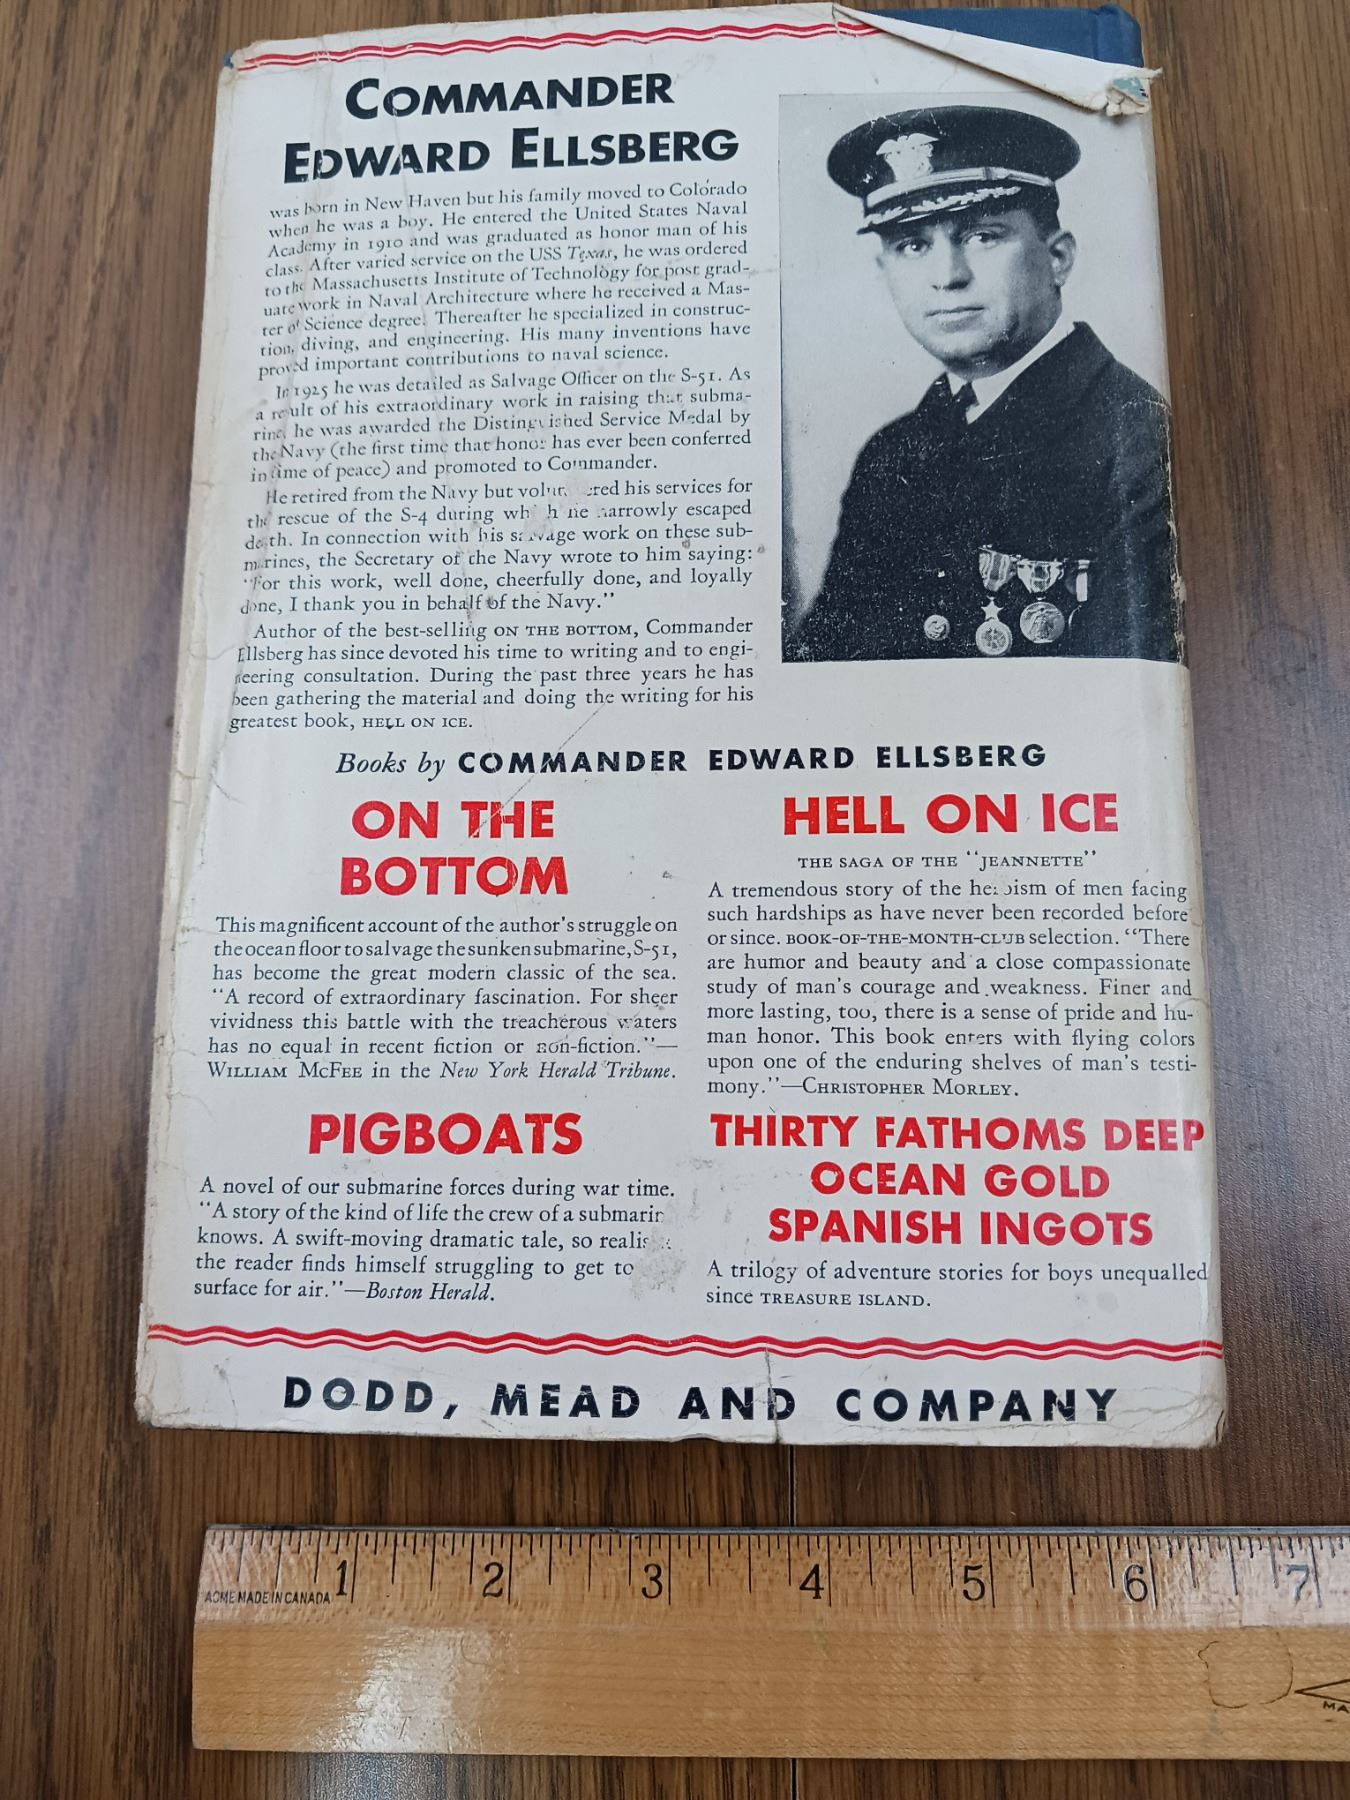 COMMANDER
EDWARD ELLSBERG
was born in New Haven but his family moved to Colorado
when he was a boy. He entered the United States Naval
Academy in 1910 and was graduated as honor man of his
class. After varied service on the USS Texas, he was ordered
to the Massachusetts Institute of Technology for post grad-
uate work in Naval Architecture where he received a Mas-
ter of Science degree. Thereafter he specialized in construc-
tion, diving, and engineering. His many inventions have
proved important contributions to naval science.
In 1925 he was detailed as Salvage Officer on the S-51. As
a result of his extraordinary work in raising that subma-
rine, he was awarded the Distinguished Service Medal by
the Navy (the first time that honor has ever been conferred
in time of peace) and promoted to Commander.
He retired from the Navy but volunteered his services for
the rescue of the S-4 during which he narrowly escaped
death. In connection with his salvage work on these sub-
marines, the Secretary of the Navy wrote to him saying:
"For this work, well done, cheerfully done, and loyally
done, I thank you in behalf of the Navy."
Author of the best-selling ON THE BOTTOM, Commander
Ellsberg has since devoted his time to writing and to engi-
neering consultation. During the past three years he has
been gathering the material and doing the writing for his
greatest book, HELL ON ICE.
Books by COMMANDER EDWARD ELLSBERG
ON THE
BOTTOM
This magnificent account of the author's struggle on
the ocean floor to salvage the sunken submarine, S-51,
has become the great modern classic of the sea.
"A record of extraordinary fascination. For sheer
vividness this battle with the treacherous waters
has no equal in recent fiction or non-fiction."—
WILLIAM MCFEE in the New York Herald Tribune.
HELL ON ICE
THE SAGA OF THE "JEANNETTE"
A tremendous story of the heroism of men facing
such hardships as have never been recorded before
or since. BOOK-OF-THE-MONTH-CLUB selection. "There
are humor and beauty and a close compassionate
study of man's courage and weakness. Finer and
more lasting, too, there is a sense of pride and hu-
man honor. This book enters with flying colors
upon one of the enduring shelves of man's testi-
mony."—CHRISTOPHER MORLEY.
PIGBOATS
A novel of our submarine forces during war time.
"A story of the kind of life the crew of a submarin
knows. A swift-moving dramatic tale, so realis
the reader finds himself struggling to get to
surface for air."—Boston Herald.
THIRTY FATHOMS DEEP
OCEAN GOLD
SPANISH INGOTS
A trilogy of adventure stories for boys unequalled
since TREASURE ISLAND.
DODD, MEAD AND COMPANY
1 2 3 4 5 6 7
ACME MADE IN CANADA
MA